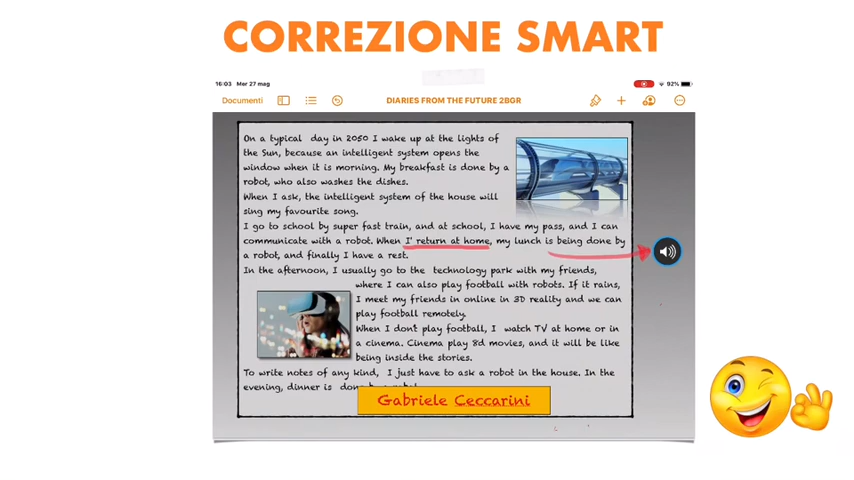 CORREZIONE SMART
16:03 Mer 27 mag
92%
Documenti
DIARIES FROM THE FUTURE 2BGR
On a typical day in 2050 I wake up at the lights of
the Sun, because an intelligent system opens the
window when it is morning. My breakfast is done by a
robot, who also washes the dishes.
When I ask, the intelligent system of the house will
sing my favourite song.
I go to school by super fast train, and at school, I have my pass, and I can
communicate with a robot. When I' return at home, my lunch is being done by
a robot, and finally I have a rest.
In the afternoon, I usually go to the technology park with my friends,
where I can also play football with robots. If it rains,
I meet my friends in online in 3D reality and we can
play football remotely.
When I don't play football, I watch TV at home or in
a cinema. Cinema play 8d movies, and it will be like
being inside the stories.
To write notes of any kind, I just have to ask a robot in the house. In the
evening, dinner is
Gabriele Ceccarini